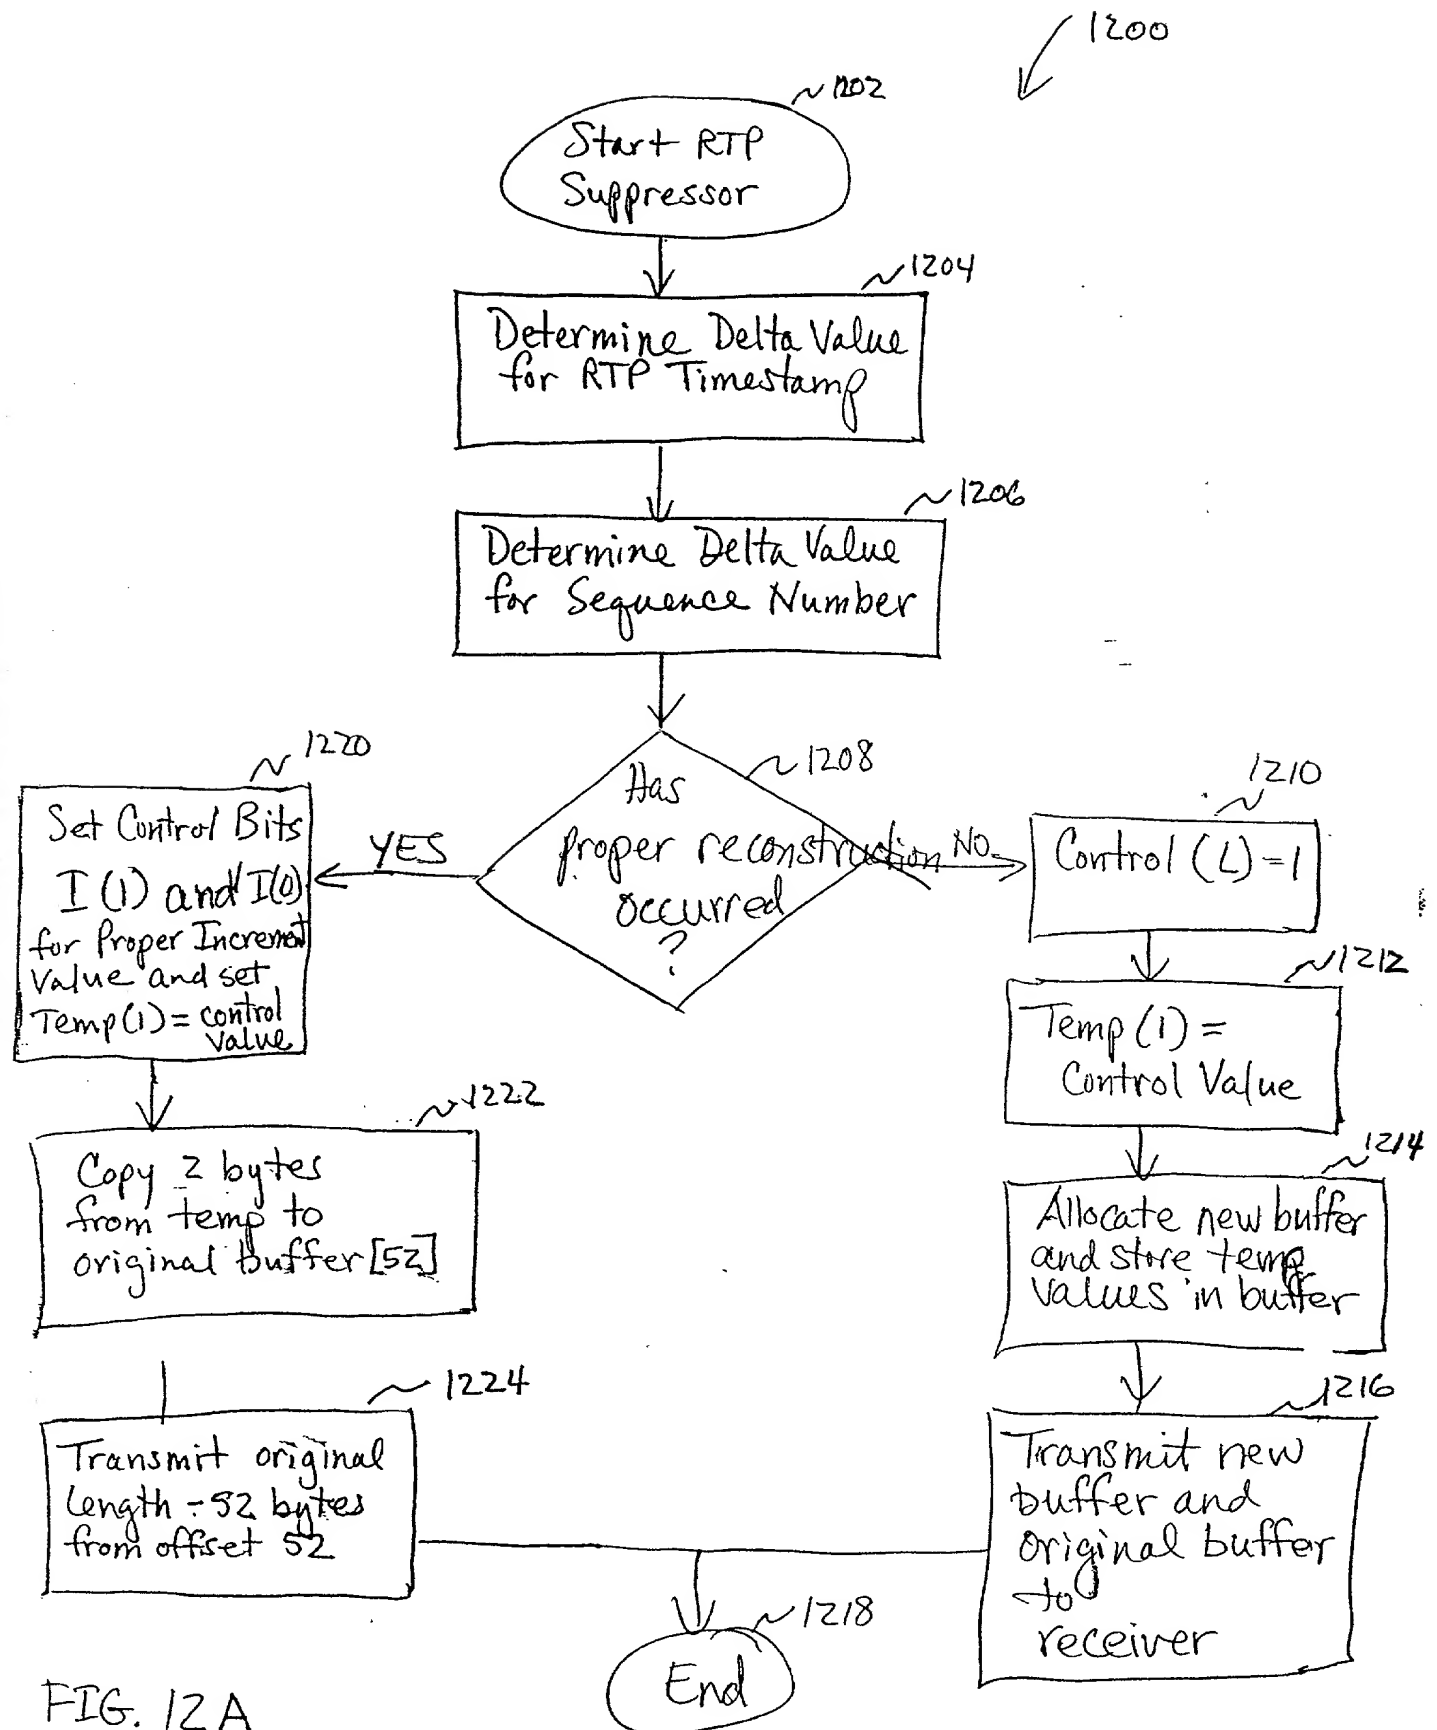 1200
1202
Start RTP
Suppressor
1204
Determine Delta Value
for RTP Timestamp
1206
Determine Delta Value
for Sequence Number
1208
Has
proper reconstruction
occurred
?
YES
NO
1220
Set Control Bits
I(1) and I(0)
for Proper Increment
Value and set
Temp(1) = control
value
1222
Copy 2 bytes
from temp to
original buffer [52]
1224
Transmit original
length - 52 bytes
from offset 52
1210
Control (L) = 1
1212
Temp (1) =
Control Value
1214
Allocate new buffer
and store temp
values in buffer
1216
Transmit new
buffer and
original buffer
to
receiver
1218
End
FIG. 12A